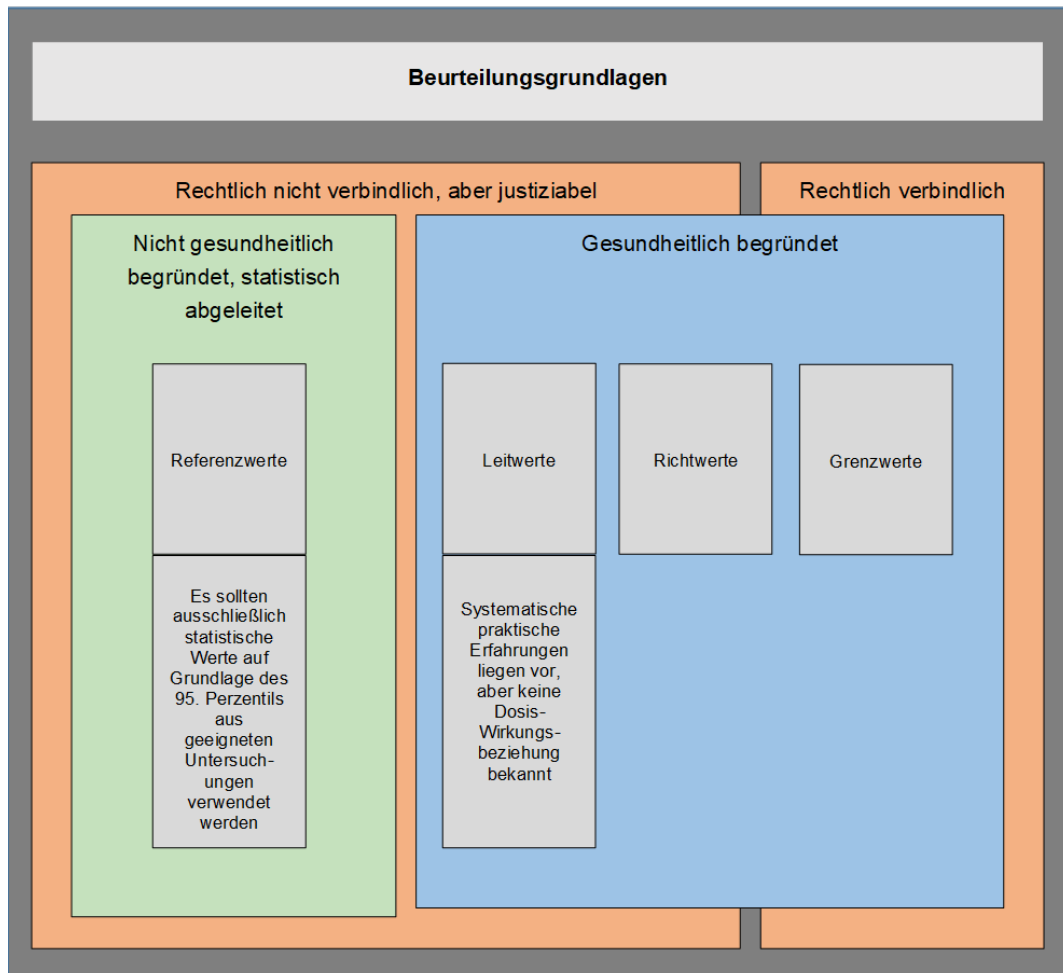 Beurteilungsgrundlagen
Rechtlich nicht verbindlich, aber justiziabel
Rechtlich verbindlich
Nicht gesundheitlich
begründet, statistisch
abgeleitet
Gesundheitlich begründet
Referenzwerte
Leitwerte
Richtwerte
Grenzwerte
Es sollten
ausschließlich
statistische
Werte auf
Grundlage des
95. Perzentils
aus
geeigneten
Untersuch-
ungen
verwendet
werden
Systematische
praktische
Erfahrungen
liegen vor,
aber keine
Dosis-
Wirkungs-
beziehung
bekannt